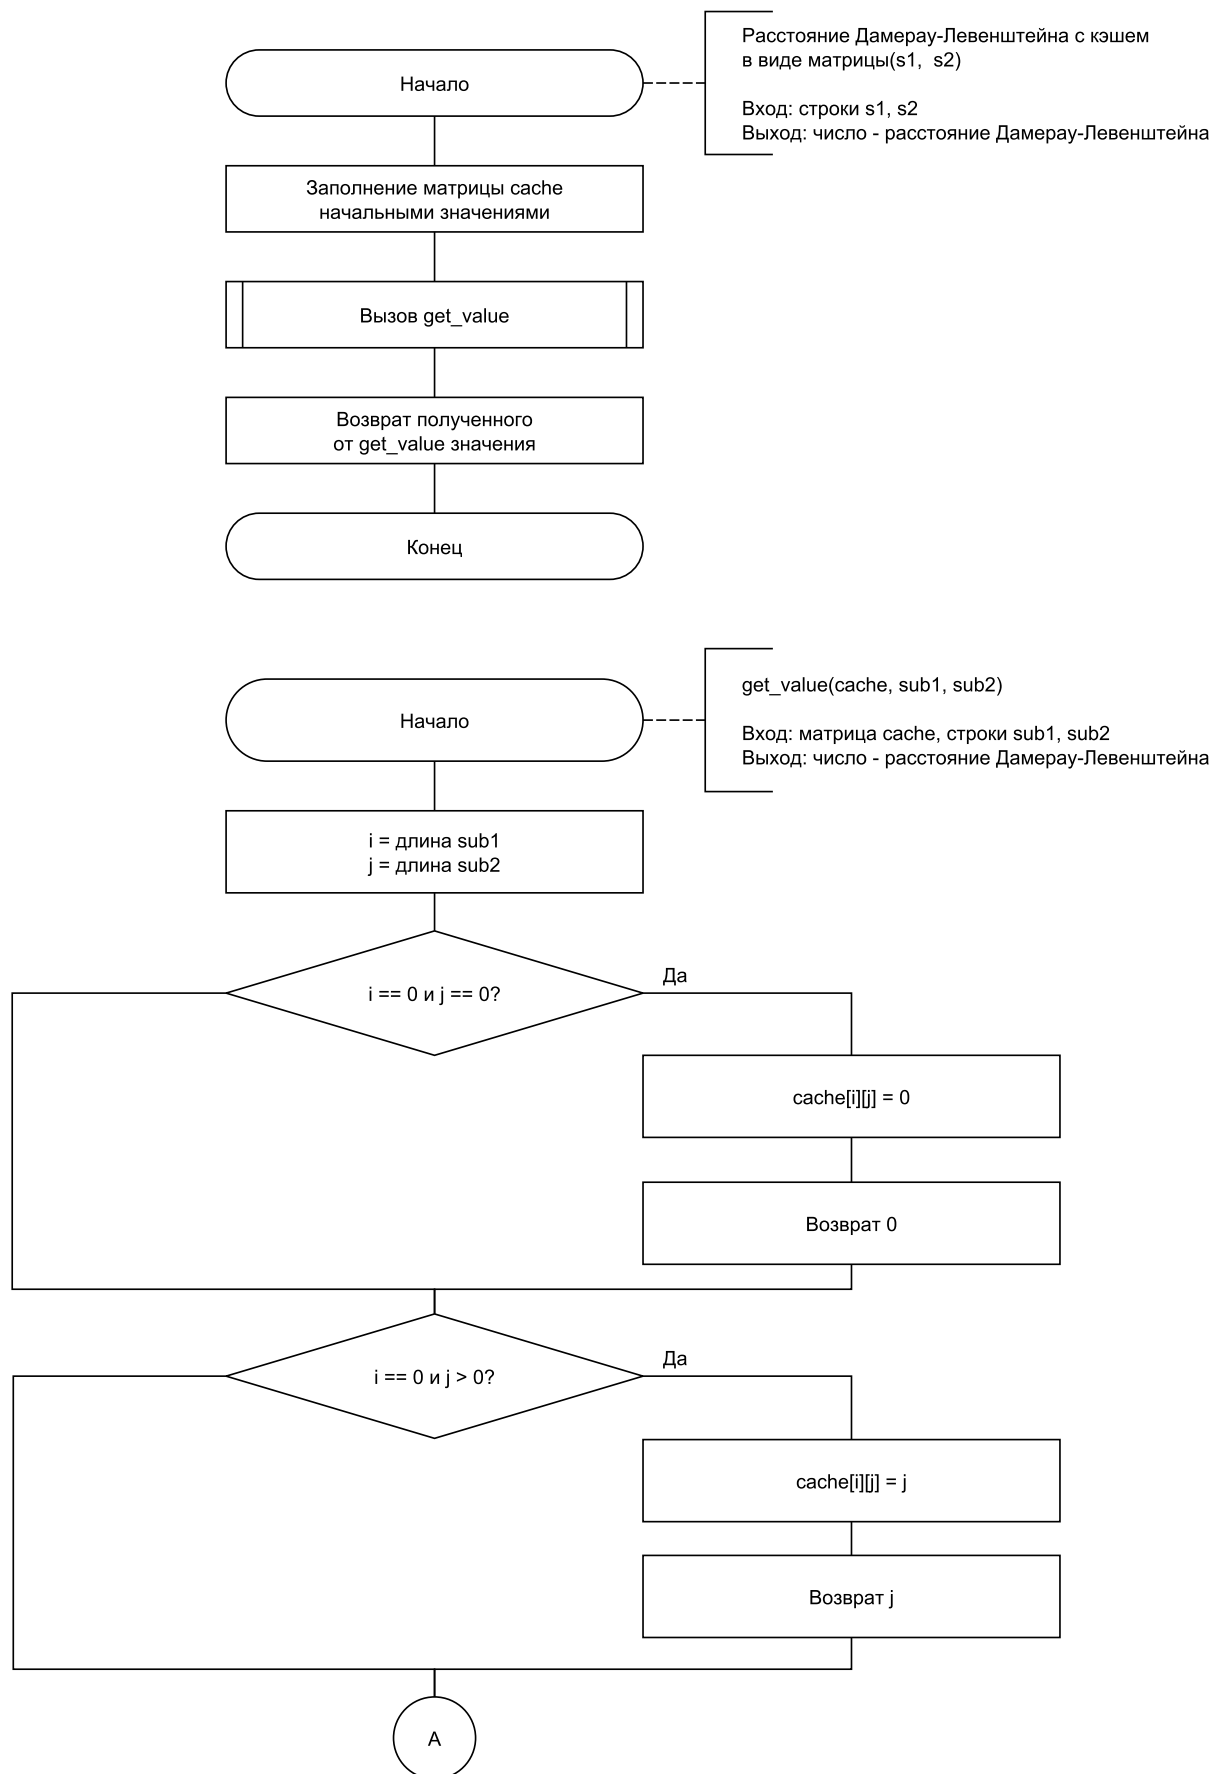 Начало
Расстояние Дамерау-Левенштейна с кэшем
в виде матрицы(s1,  s2)
Вход: строки s1, s2
Выход: число - расстояние Дамерау-Левенштейна
Заполнение матрицы cache
начальными значениями
Вызов get_value
Возврат полученного
от get_value значения
Конец
Начало
get_value(cache, sub1, sub2)
Вход: матрица cache, строки sub1, sub2
Выход: число - расстояние Дамерау-Левенштейна
i = длина sub1
j = длина sub2
i == 0 и j == 0?
Да
cache[i][j] = 0
Возврат 0
i == 0 и j > 0?
Да
cache[i][j] = j
Возврат j
A